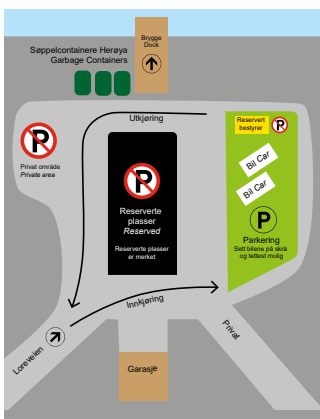 Brygge
Dock
Søppelcontainere Herøya
Garbage Containers
Utkjøring
Reservert
bestyrer
P
P
Privat område
Private area
Bil Car
Bil Car
P
Reserverte
plasser
Reserved
Reserverte plasser
er merket
P
Parkering
Sett bilene på skrå
og tettest mulig
Innkjøring
Loreveien
Privat
Garasje